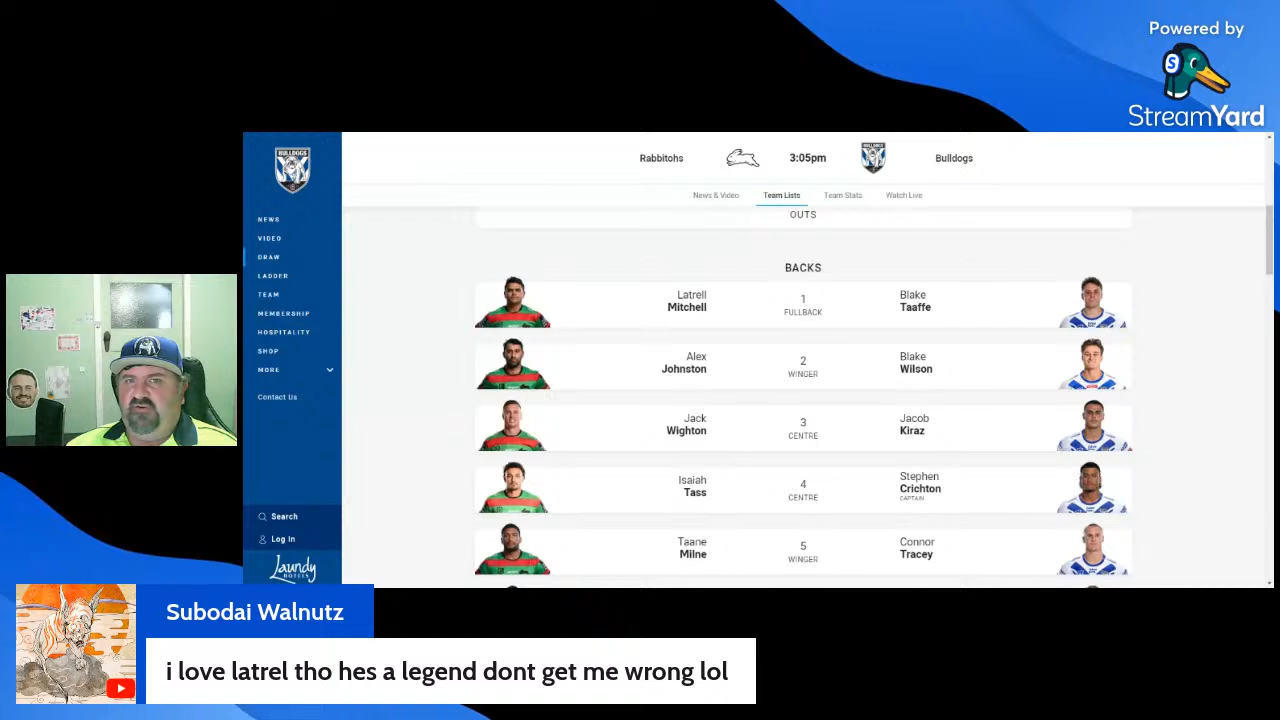 Powered by
StreamYard
BULLDOGS
Rabbitohs
3:05pm
Bulldogs
News & Video
Team Lists
Team Stats
Watch Live
NEWS
VIDEO
DRAW
LADDER
TEAM
MEMBERSHIP
HOSPITALITY
SHOP
MORE
Contact Us
Search
Log In
Laundy
HOTELS
OUTS
BACKS
Latrell
Mitchell
1
FULLBACK
Blake
Taaffe
Alex
Johnston
2
WINGER
Blake
Wilson
Jack
Wighton
3
CENTRE
Jacob
Kiraz
Isaiah
Tass
4
CENTRE
Stephen
Crichton
CAPTAIN
Taane
Milne
5
WINGER
Connor
Tracey
Subodai Walnutz
i love latrel tho hes a legend dont get me wrong lol